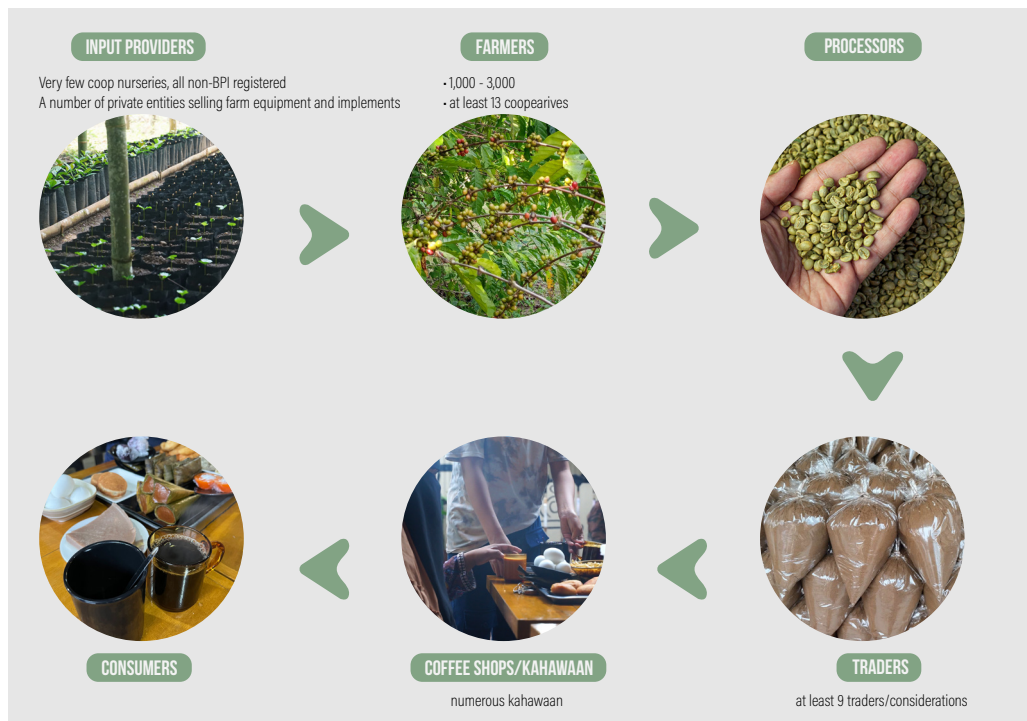 INPUT PROVIDERS
Very few coop nurseries, all non-BPI registered
A number of private entities selling farm equipment and implements
FARMERS
• 1,000 - 3,000
• at least 13 coopearives
PROCESSORS
TRADERS
at least 9 traders/considerations
COFFEE SHOPS/KAHAWAAN
numerous kahawaan
CONSUMERS